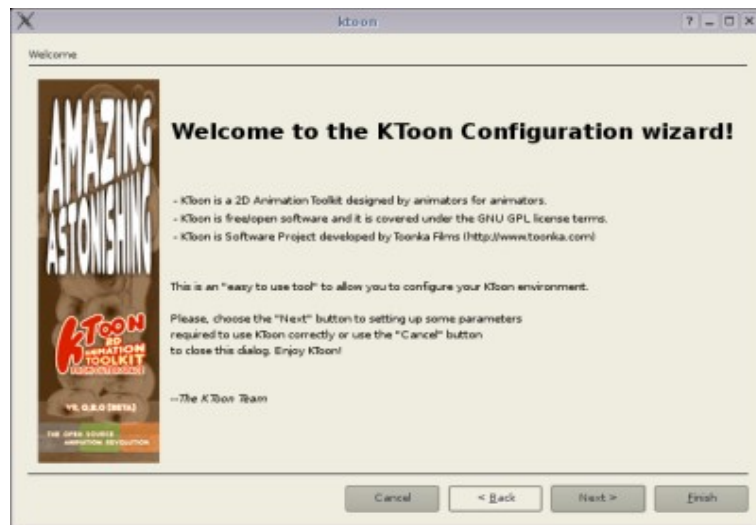 ktoon
Welcome
AMAZING
ASTONISHING
KTOON
2D
ANIMATION
TOOLKIT
V0.8.0 (BETA)
THE OPEN SOURCE
ANIMATION REVOLUTION
Welcome to the KToon Configuration wizard!
- KToon is a 2D Animation Toolkit designed by animators for animators.
- KToon is free/open software and it is covered under the GNU GPL license terms.
- KToon is Software Project developed by Toonka Films (http://www.toonka.com)
This is an "easy to use tool" to allow you to configure your KToon environment.
Please, choose the "Next" button to setting up some parameters
required to use KToon correctly or use the "Cancel" button
to close this dialog. Enjoy KToon!
--The KToon Team
Cancel
< Back
Next >
Finish